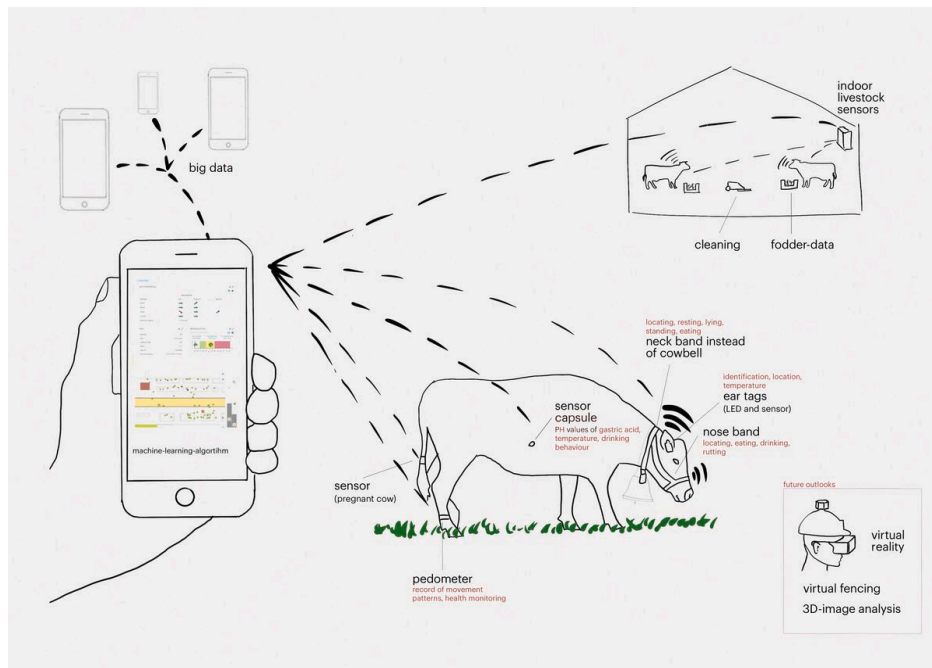 big data
indoor
livestock
sensors
cleaning
fodder-data
locating, resting, lying,
standing, eating
neck band instead
of cowbell
identification, location,
temperature
ear tags
(LED and sensor)
nose band
locating, eating, drinking,
rutting
sensor
capsule
PH values of gastric acid,
temperature, drinking
behaviour
machine-learning-algortihm
sensor
(pregnant cow)
pedometer
record of movement
patterns, health monitoring
future outlooks
virtual
reality
virtual fencing
3D-image analysis